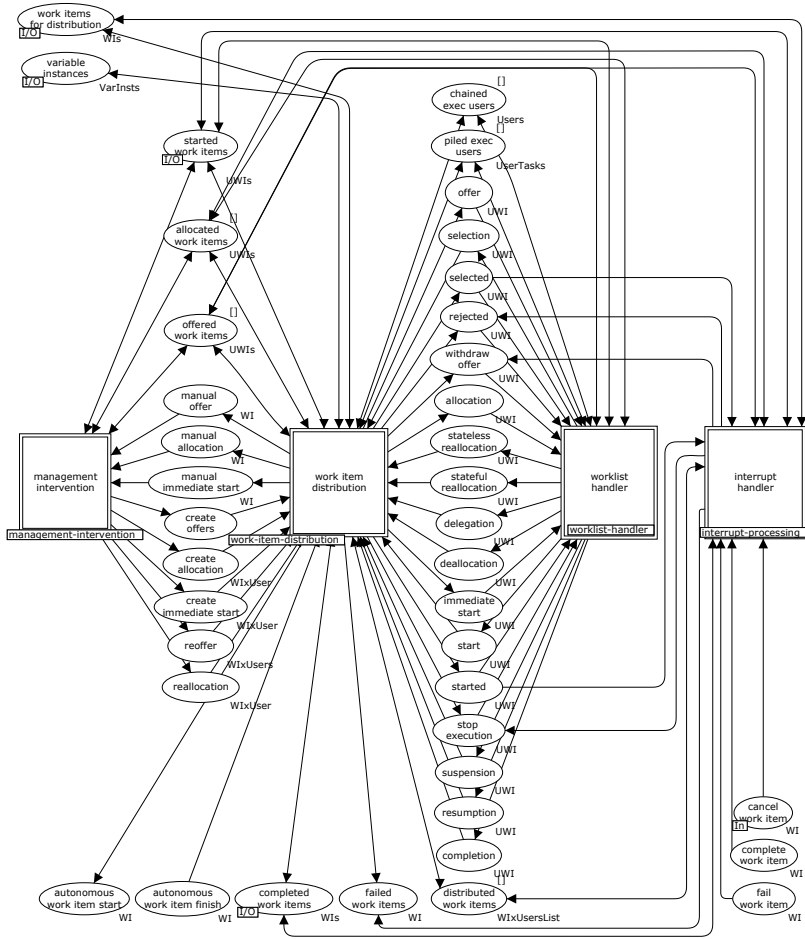 work items
for distribution
I/O
WIs
variable
instances
I/O
VarInsts
[]
chained
exec users
Users
[]
started
work items
I/O
UWIs
piled exec
users
UserTasks
offer
UWI
[]
allocated
work items
UWIs
selection
UWI
selected
UWI
[]
offered
work items
UWIs
rejected
UWI
withdraw
offer
UWI
manual
offer
WI
allocation
UWI
manual
allocation
WI
stateless
reallocation
UWI
management
intervention
management-intervention
manual
immediate start
WI
work item
distribution
work-item-distribution
stateful
reallocation
UWI
worklist
handler
worklist-handler
interrupt
handler
interrupt-processing
create
offers
delegation
UWI
create
allocation
WIxUser
deallocation
UWI
create
immediate start
WIxUser
immediate
start
UWI
reoffer
WIxUsers
start
UWI
reallocation
WIxUser
started
UWI
stop
execution
UWI
suspension
UWI
resumption
UWI
cancel
work item
In
WI
completion
UWI
complete
work item
WI
[]
autonomous
work item start
WI
autonomous
work item finish
WI
completed
work items
I/O
WIs
failed
work items
WI
distributed
work items
WIxUsersList
fail
work item
WI